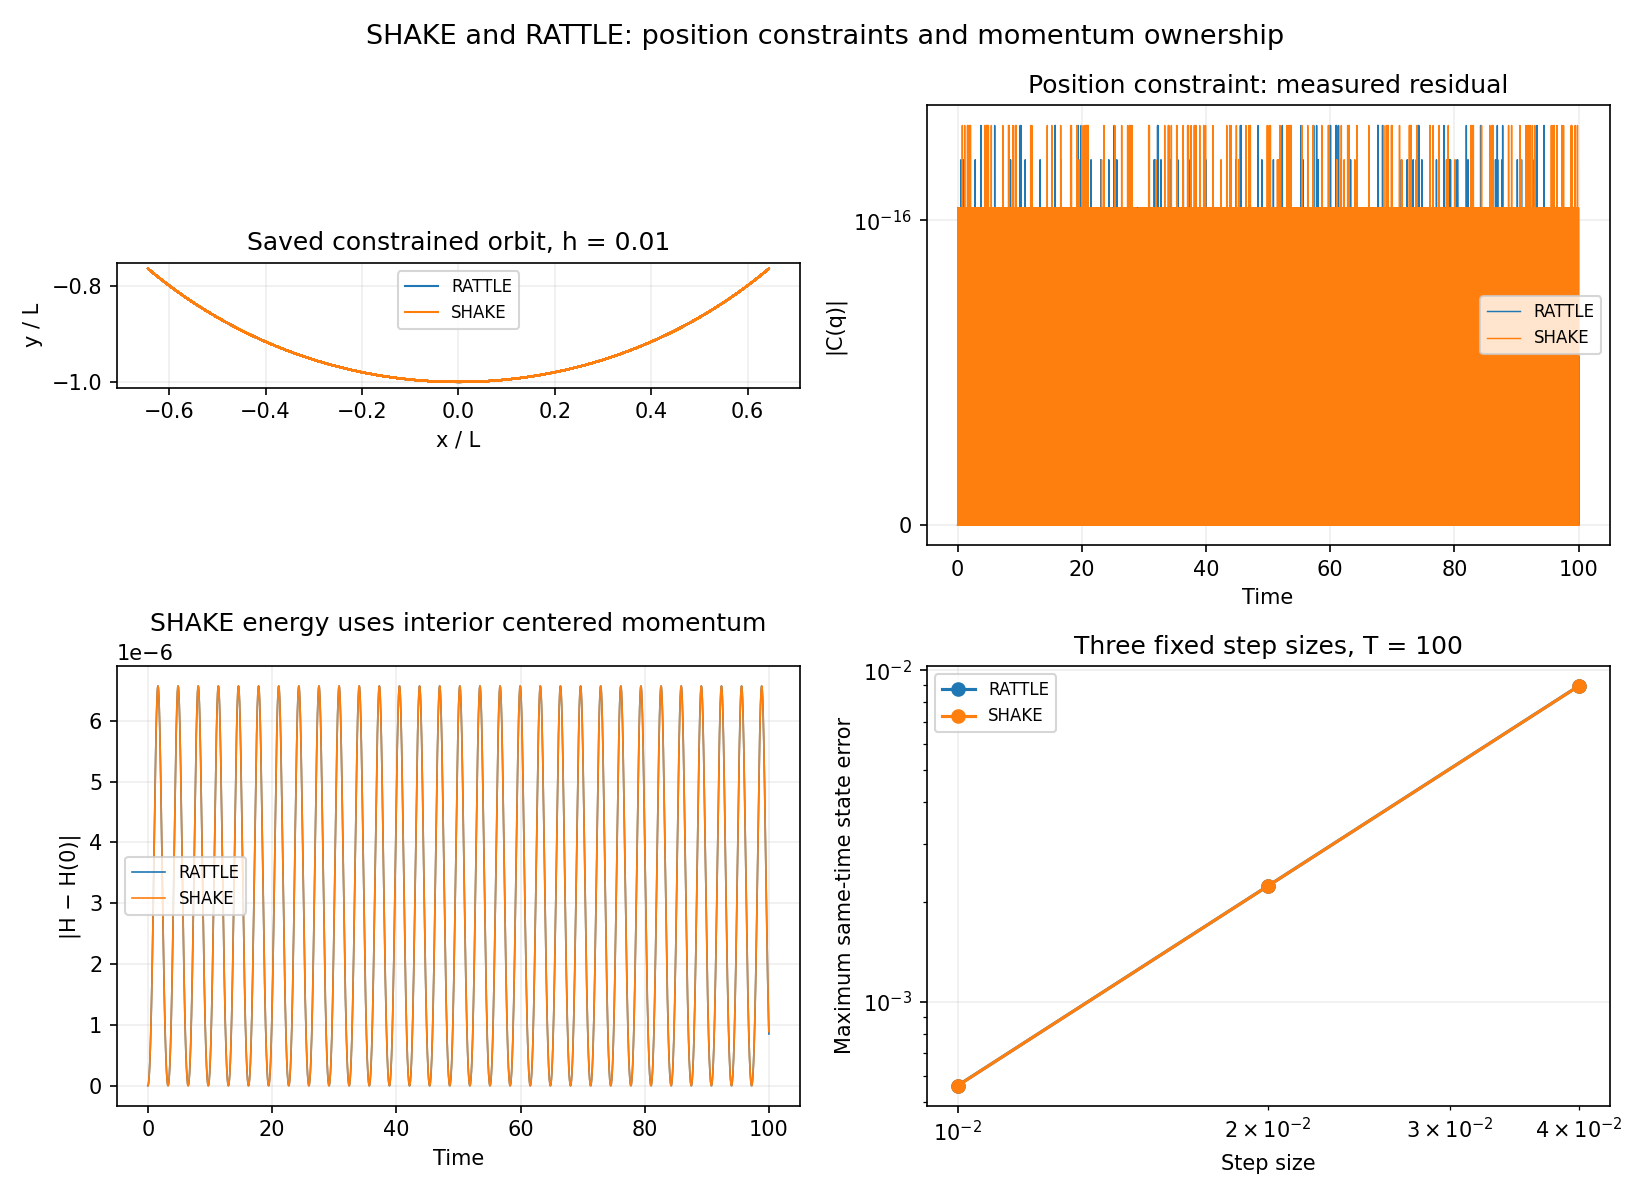 SHAKE and RATTLE: position constraints and momentum ownership
Saved constrained orbit, h = 0.01
RATTLE
SHAKE
−0.8
−1.0
y / L
−0.6
−0.4
−0.2
0.0
0.2
0.4
0.6
x / L
Position constraint: measured residual
10⁻¹⁶
0
|C(q)|
RATTLE
SHAKE
0
20
40
60
80
100
Time
SHAKE energy uses interior centered momentum
1e−6
6
5
4
3
2
1
0
|H − H(0)|
RATTLE
SHAKE
0
20
40
60
80
100
Time
Three fixed step sizes, T = 100
RATTLE
SHAKE
10⁻²
10⁻³
Maximum same-time state error
10⁻²
2 × 10⁻²
3 × 10⁻²
4 × 10⁻²
Step size